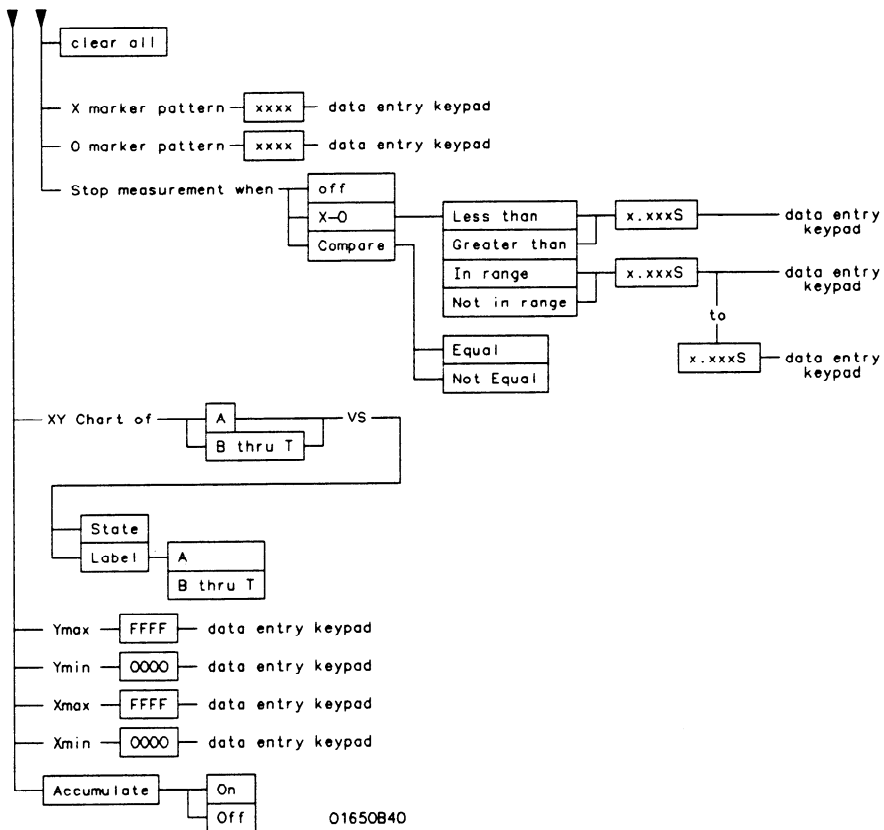 clear all
X marker pattern xxxx data entry keypad
O marker pattern xxxx data entry keypad
Stop measurement when off
X-O Less than x.xxxS data entry
keypad
Greater than
Compare In range x.xxxS data entry
keypad
Not in range
to
Equal x.xxxS data entry
keypad
Not Equal
XY Chart of A VS
B thru T
State
Label A
B thru T
Ymax FFFF data entry keypad
Ymin 0000 data entry keypad
Xmax FFFF data entry keypad
Xmin 0000 data entry keypad
Accumulate On
Off 01650B40